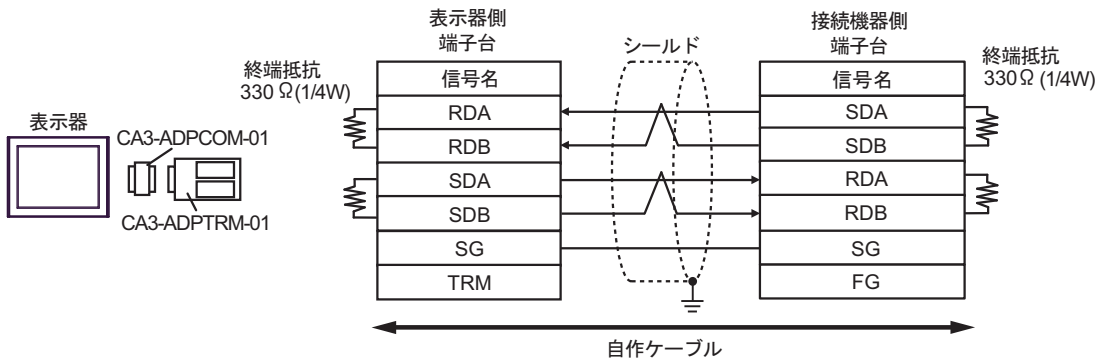 表示器
CA3-ADPCOM-01
CA3-ADPTRM-01
終端抵抗
330 Ω(1/4W)
表示器側
端子台
信号名
RDA
RDB
SDA
SDB
SG
TRM
シールド
接続機器側
端子台
信号名
SDA
SDB
RDA
RDB
SG
FG
終端抵抗
330Ω (1/4W)
自作ケーブル